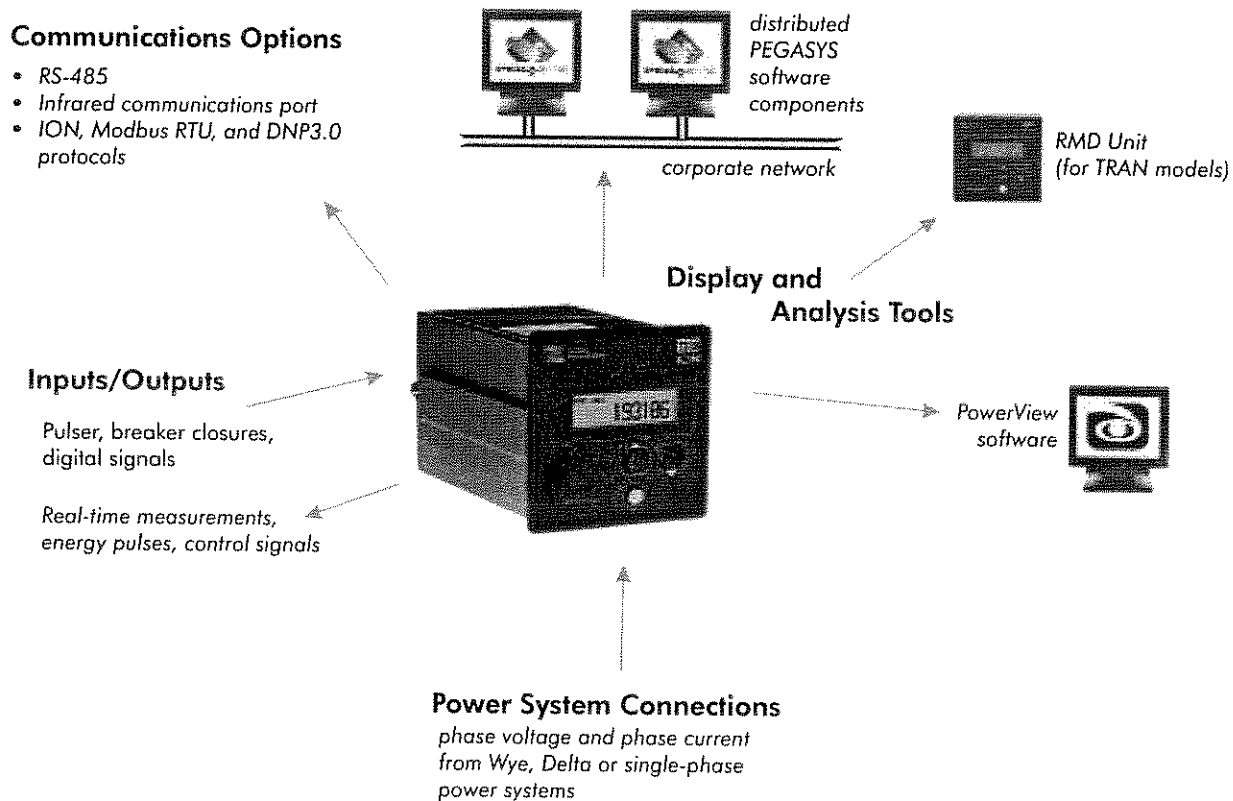 Communications Options
• RS-485
• Infrared communications port
• ION, Modbus RTU, and DNP3.0
protocols
distributed
PEGASYS
software
components
corporate network
RMD Unit
(for TRAN models)
Display and
Analysis Tools
Inputs/Outputs
Pulser, breaker closures,
digital signals
Real-time measurements,
energy pulses, control signals
PowerView
software
Power System Connections
phase voltage and phase current
from Wye, Delta or single-phase
power systems